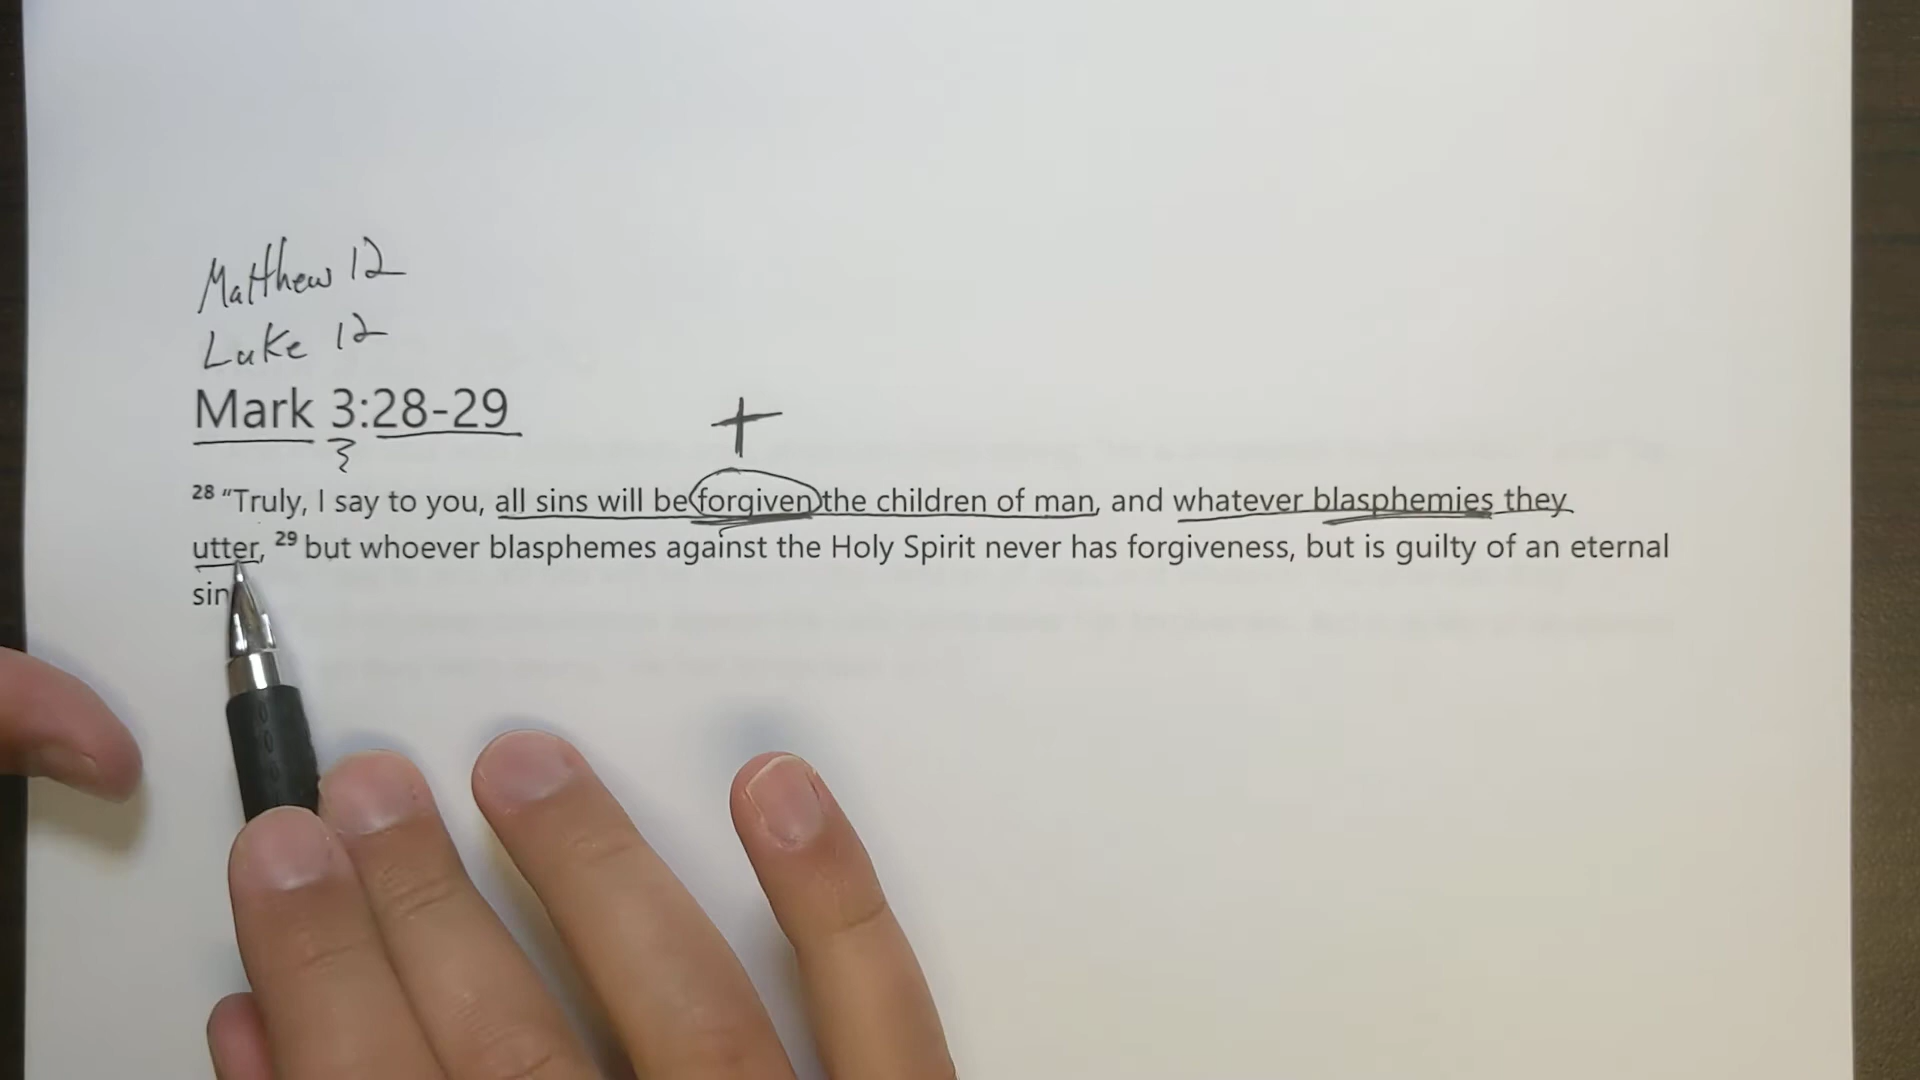 Matthew 12
Luke 12
Mark 3:28-29
+
28 “Truly, I say to you, all sins will be forgiven the children of man, and whatever blasphemies they
utter, 29 but whoever blasphemes against the Holy Spirit never has forgiveness, but is guilty of an eternal
sin